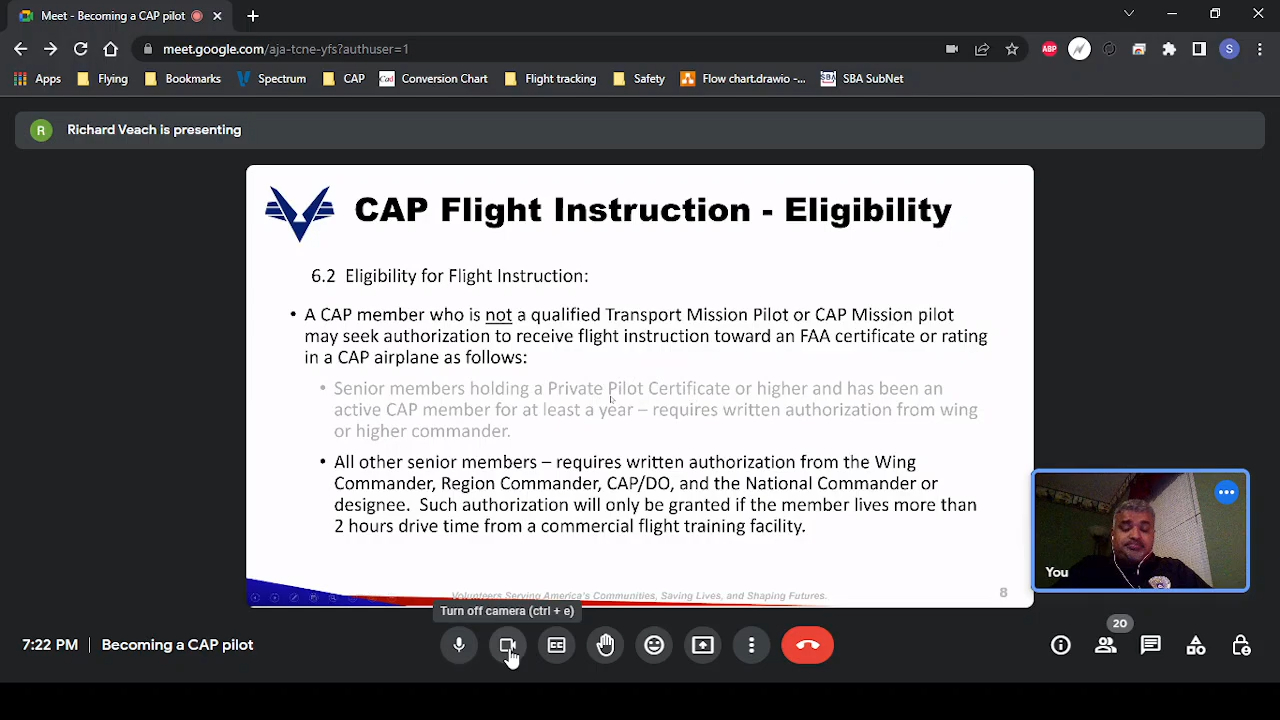 Meet - Becoming a CAP pilot
meet.google.com/aja-tcne-yfs?authuser=1
ABP
S
Apps Flying Bookmarks Spectrum CAP Cad Conversion Chart Flight tracking Safety Flow chart.drawio -... SBA SBA SubNet
R Richard Veach is presenting
CAP Flight Instruction - Eligibility
6.2 Eligibility for Flight Instruction:
• A CAP member who is not a qualified Transport Mission Pilot or CAP Mission pilot
may seek authorization to receive flight instruction toward an FAA certificate or rating
in a CAP airplane as follows:
• Senior members holding a Private Pilot Certificate or higher and has been an
active CAP member for at least a year – requires written authorization from wing
or higher commander.
• All other senior members – requires written authorization from the Wing
Commander, Region Commander, CAP/DO, and the National Commander or
designee. Such authorization will only be granted if the member lives more than
2 hours drive time from a commercial flight training facility.
You
Volunteers Serving America's Communities, Saving Lives, and Shaping Futures.
8
Turn off camera (ctrl + e)
20
7:22 PM | Becoming a CAP pilot